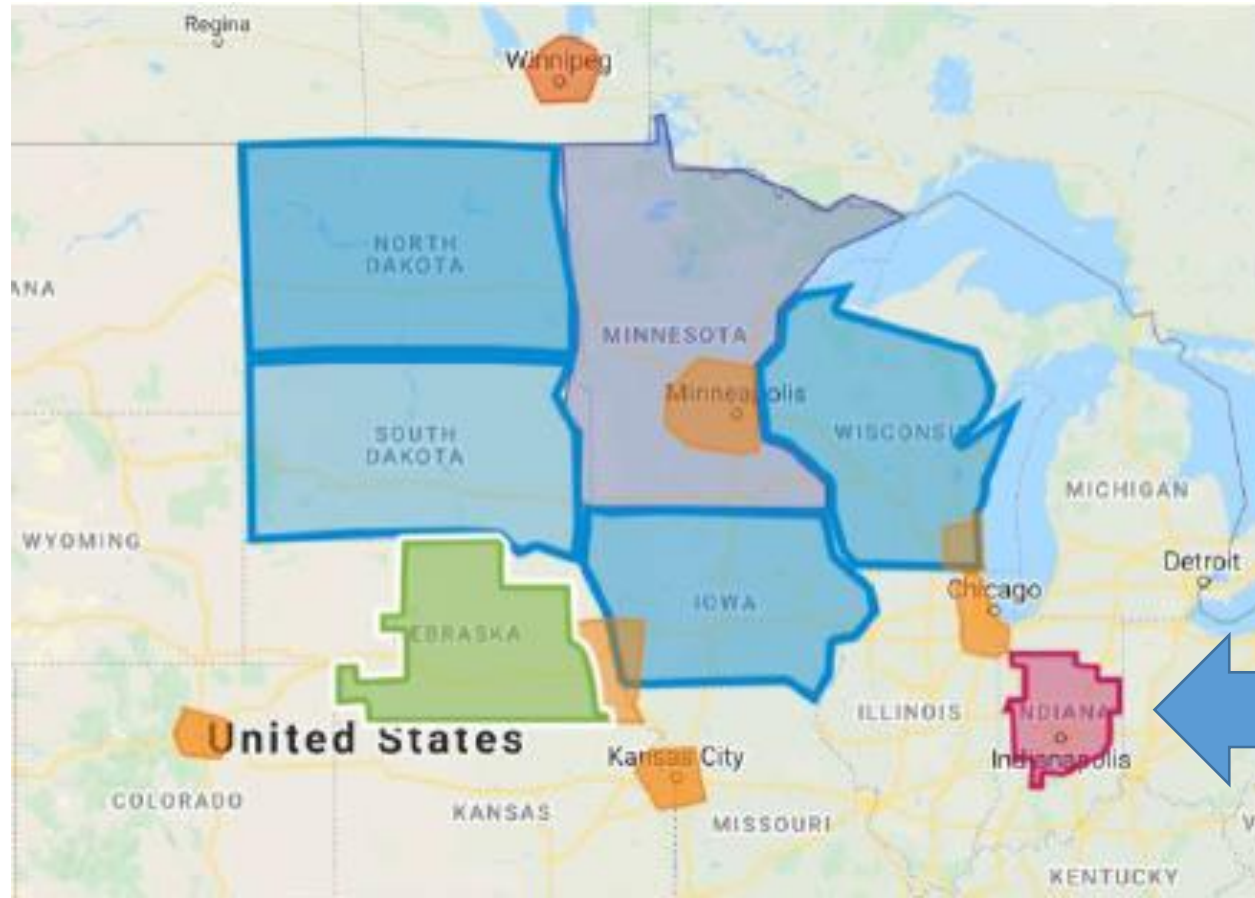 Regina
Winnipeg
NORTH
DAKOTA
ANA
MINNESOTA
Minneapolis
SOUTH
DAKOTA
WISCONSI
MICHIGAN
WYOMING
Detroit
Chicago
IOWA
EBRASKA
ILLINOIS
NDIANA
United States
Indianapolis
Kansas City
COLORADO
KANSAS
MISSOURI
V
KENTUCKY